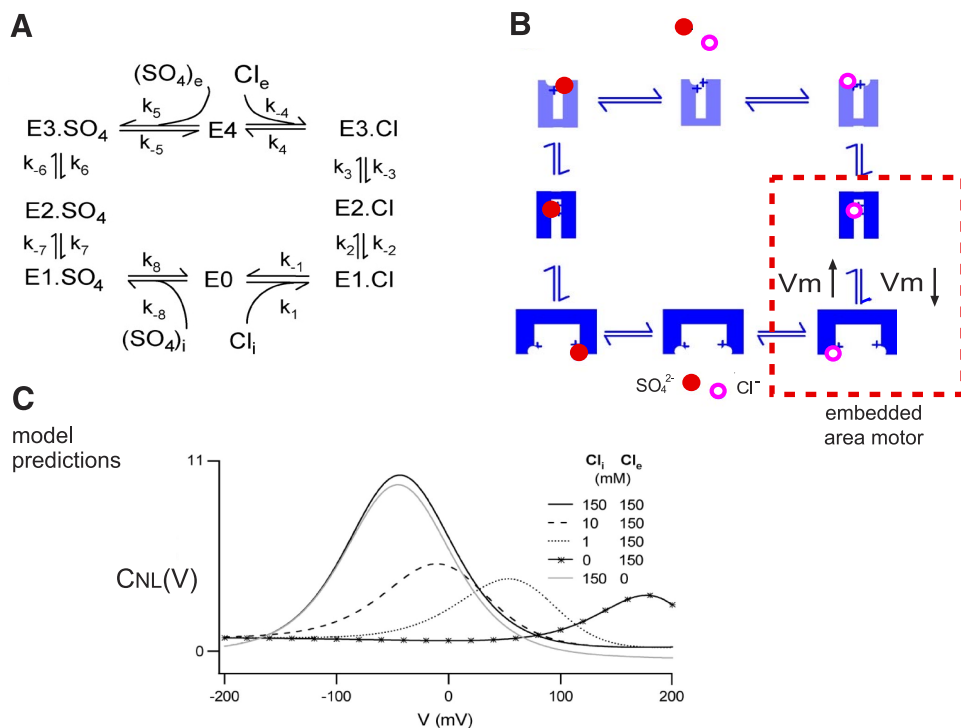 A
(SO4)e Cle
k5 k-4
E3.SO4 E4 E3.Cl
k-5 k4
k-6 k6 k3 k-3
E2.SO4 E2.Cl
k-7 k7 k2 k-2
E1.SO4 k8 E0 k-1 E1.Cl
k-8 k1
(SO4)i Cli
B
+ + + + + +
+ +
+ + + + + +
Vm Vm
SO4 2- Cl-
embedded
area motor
C
model
predictions
11
CNL(V)
0
Cli Cle
(mM)
150 150
10 150
1 150
0 150
150 0
-200 -100 0 100 200
V (mV)